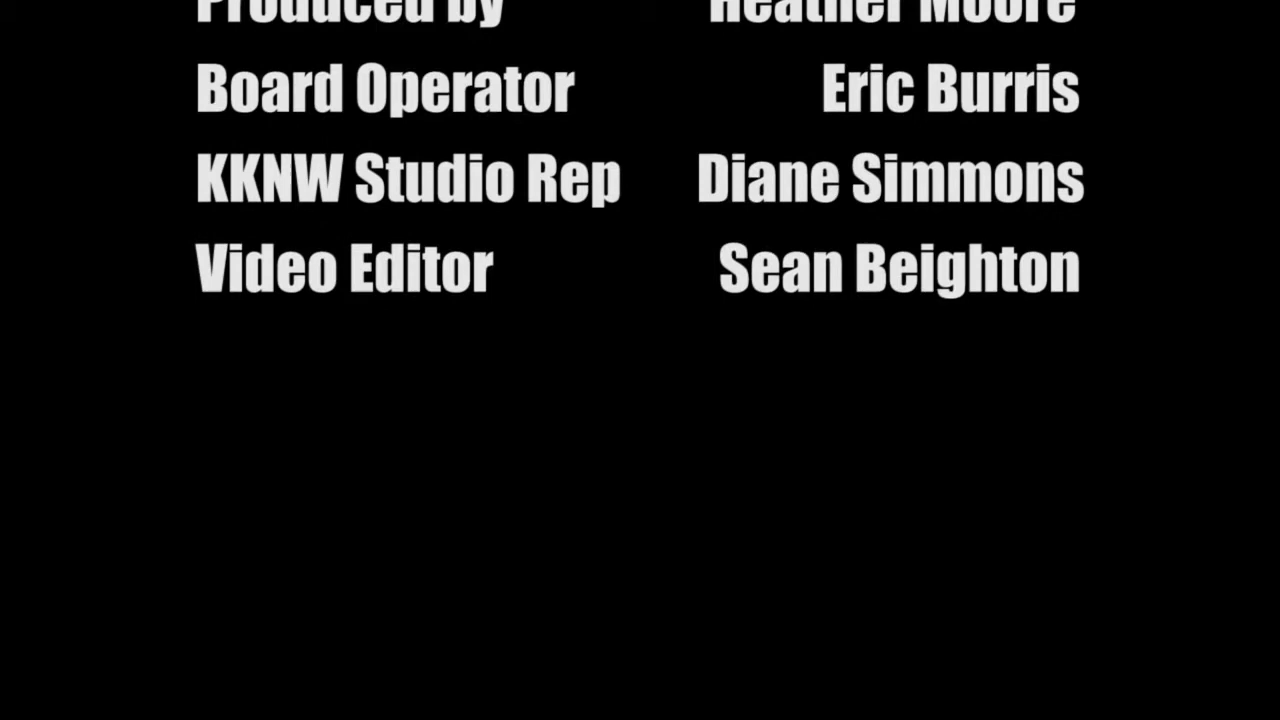 Produced by Heather Moore
Board Operator Eric Burris
KKNW Studio Rep Diane Simmons
Video Editor Sean Beighton